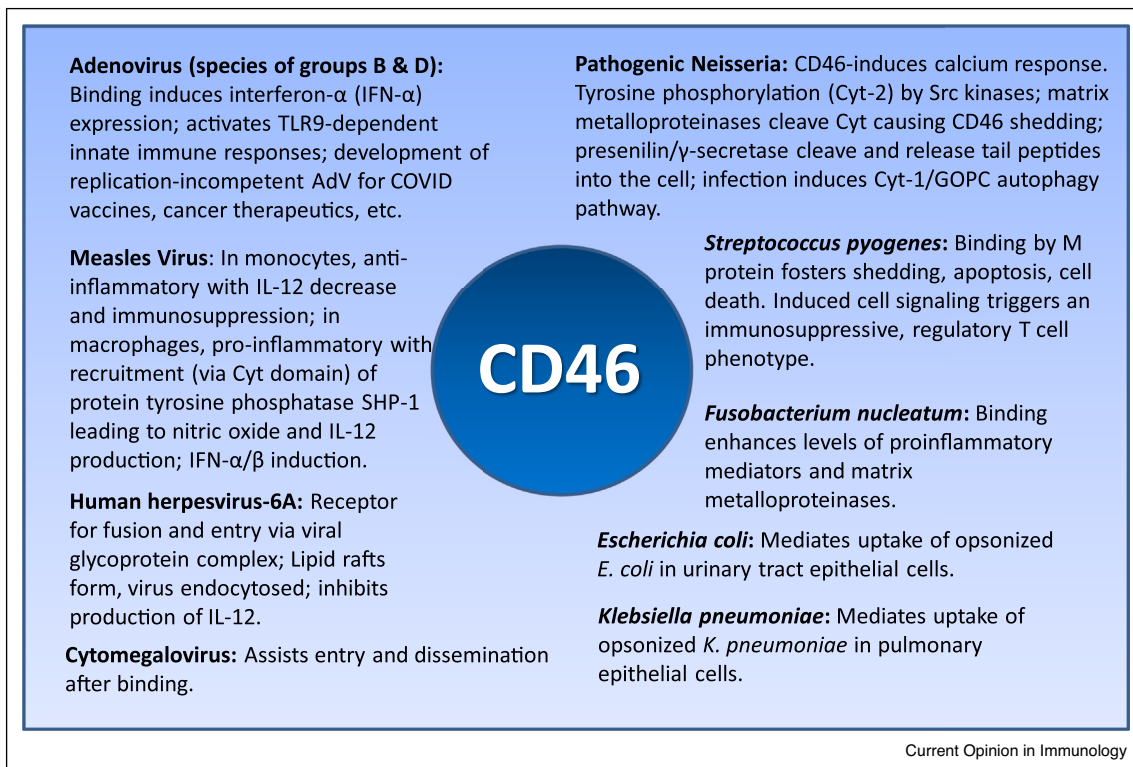 Adenovirus (species of groups B & D):
Binding induces interferon-α (IFN-α)
expression; activates TLR9-dependent
innate immune responses; development of
replication-incompetent AdV for COVID
vaccines, cancer therapeutics, etc.
Measles Virus: In monocytes, anti-
inflammatory with IL-12 decrease
and immunosuppression; in
macrophages, pro-inflammatory with
recruitment (via Cyt domain) of
protein tyrosine phosphatase SHP-1
leading to nitric oxide and IL-12
production; IFN-α/β induction.
Human herpesvirus-6A: Receptor
for fusion and entry via viral
glycoprotein complex; Lipid rafts
form, virus endocytosed; inhibits
production of IL-12.
Cytomegalovirus: Assists entry and dissemination
after binding.
CD46
Pathogenic Neisseria: CD46-induces calcium response.
Tyrosine phosphorylation (Cyt-2) by Src kinases; matrix
metalloproteinases cleave Cyt causing CD46 shedding;
presenilin/γ-secretase cleave and release tail peptides
into the cell; infection induces Cyt-1/GOPC autophagy
pathway.
Streptococcus pyogenes: Binding by M
protein fosters shedding, apoptosis, cell
death. Induced cell signaling triggers an
immunosuppressive, regulatory T cell
phenotype.
Fusobacterium nucleatum: Binding
enhances levels of proinflammatory
mediators and matrix
metalloproteinases.
Escherichia coli: Mediates uptake of opsonized
E. coli in urinary tract epithelial cells.
Klebsiella pneumoniae: Mediates uptake of
opsonized K. pneumoniae in pulmonary
epithelial cells.
Current Opinion in Immunology